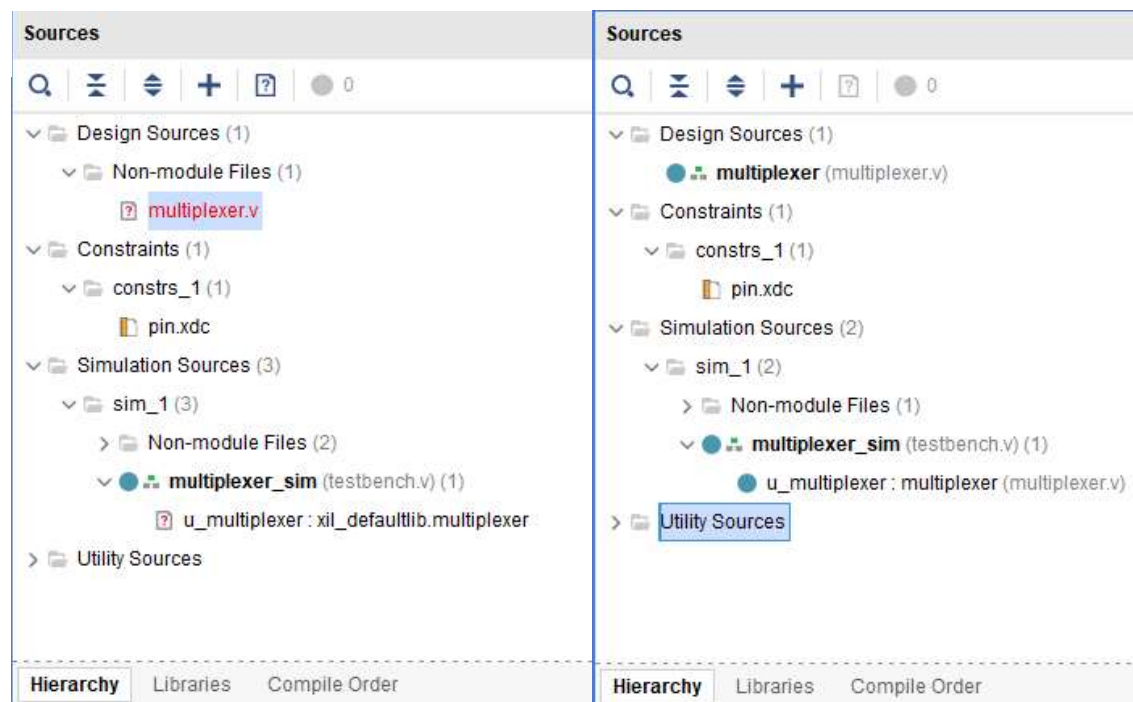 Sources
0
Design Sources (1)
Non-module Files (1)
multiplexer.v
Constraints (1)
constrs_1 (1)
pin.xdc
Simulation Sources (3)
sim_1 (3)
Non-module Files (2)
multiplexer_sim (testbench.v) (1)
u_multiplexer : xil_defaultlib.multiplexer
Utility Sources
Hierarchy Libraries Compile Order
Sources
0
Design Sources (1)
multiplexer (multiplexer.v)
Constraints (1)
constrs_1 (1)
pin.xdc
Simulation Sources (2)
sim_1 (2)
Non-module Files (1)
multiplexer_sim (testbench.v) (1)
u_multiplexer : multiplexer (multiplexer.v)
Utility Sources
Hierarchy Libraries Compile Order